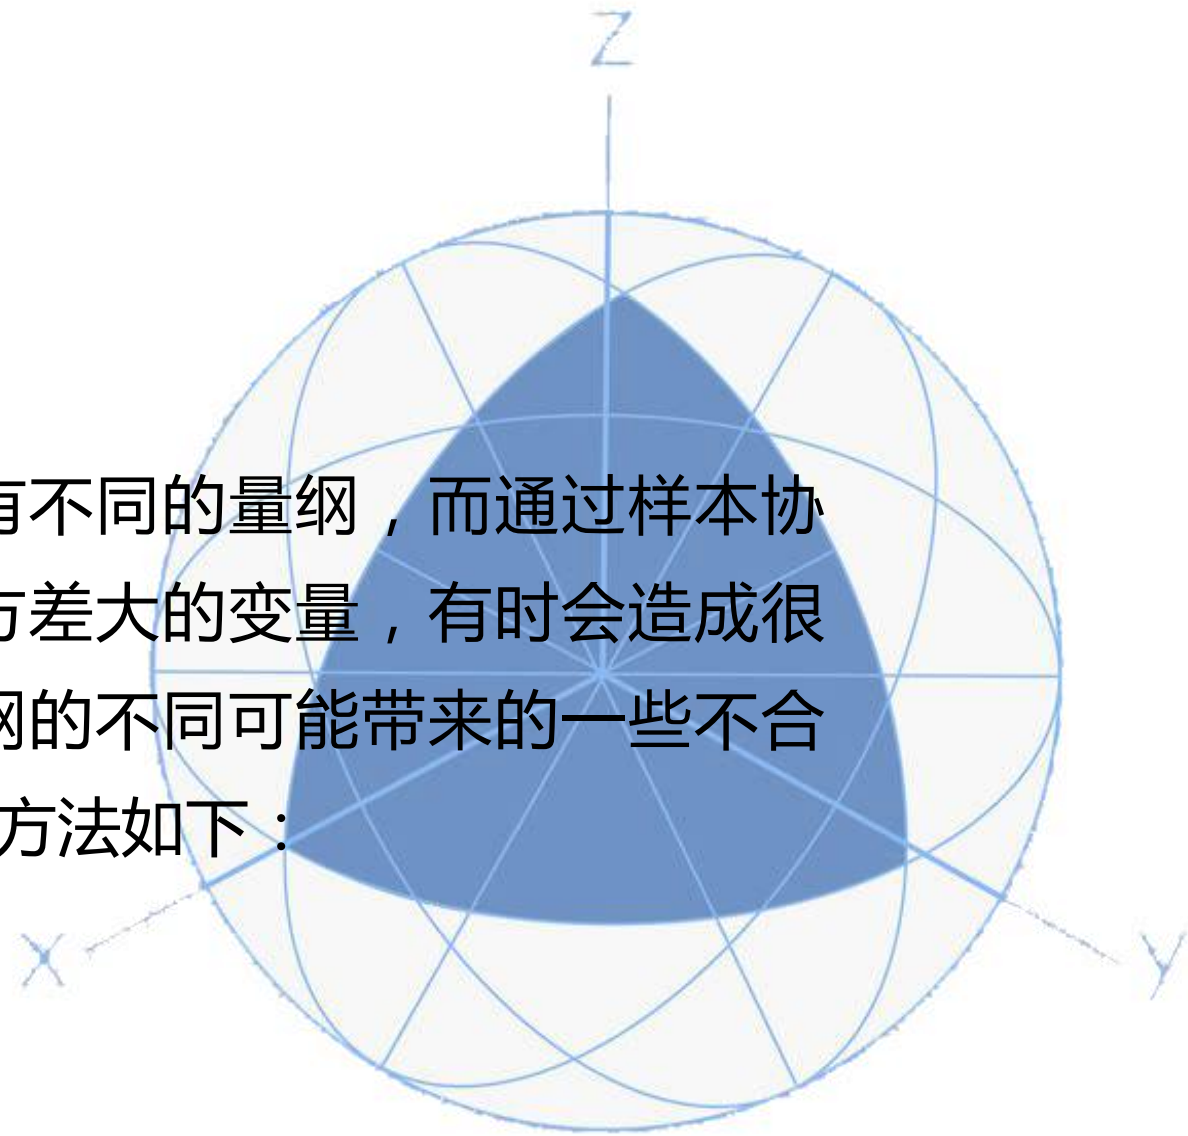 Z
有不同的量纲，而通过样本协
方差大的变量，有时会造成很
纲的不同可能带来的一些不合
方法如下：
X
Y